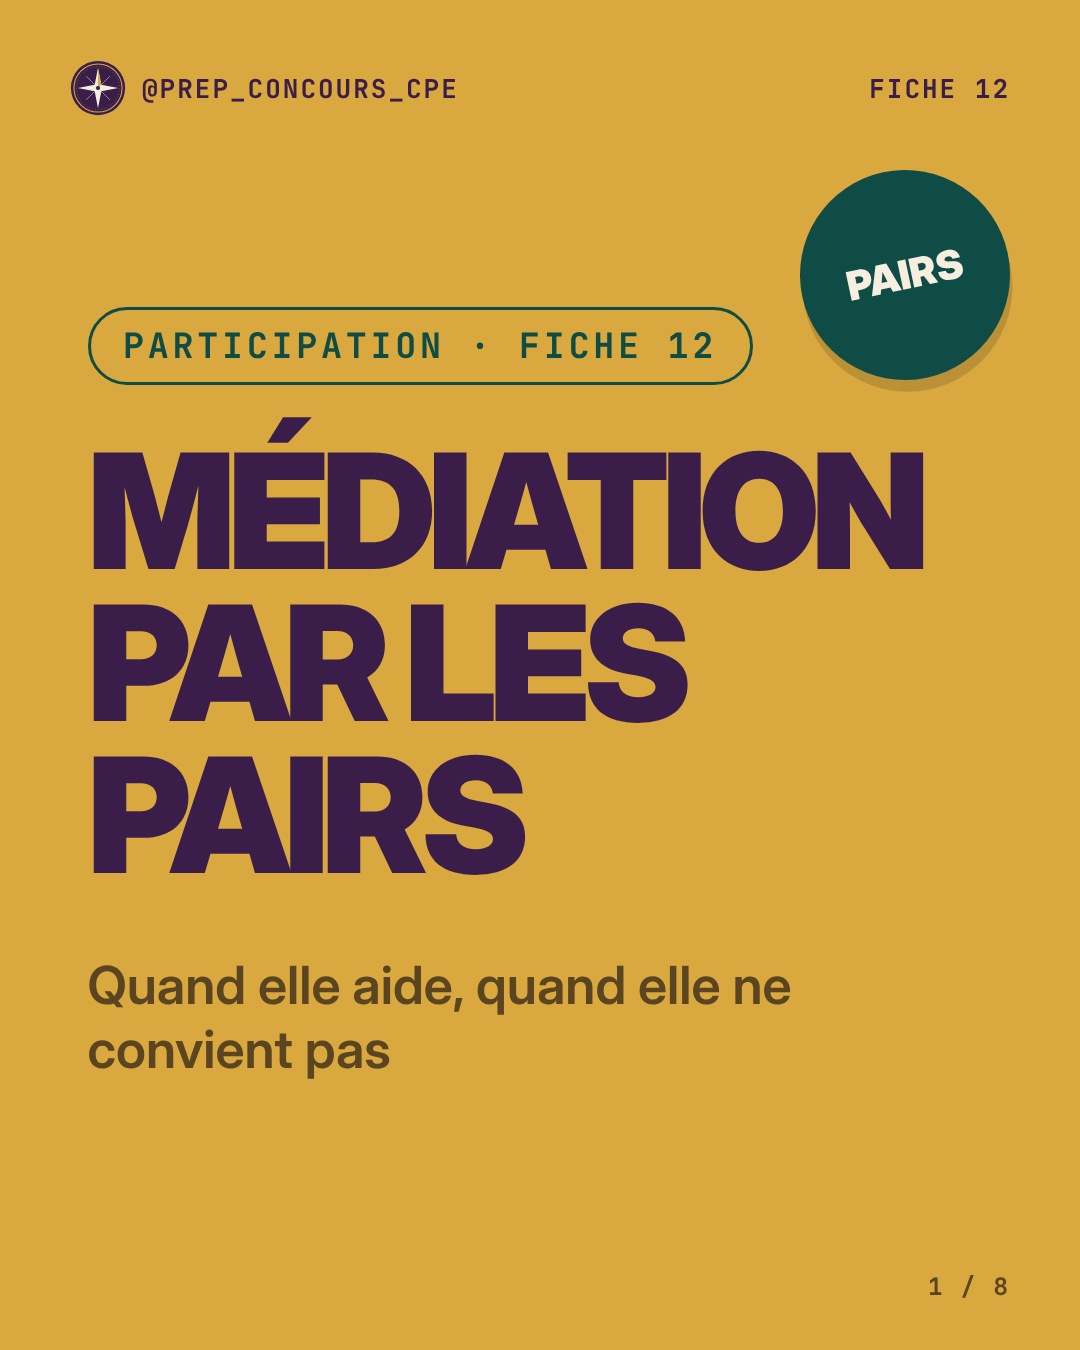 @PREP_CONCOURS_CPE
FICHE 12
PAIRS
PARTICIPATION · FICHE 12
MÉDIATION
PAR LES
PAIRS
Quand elle aide, quand elle ne
convient pas
1 / 8